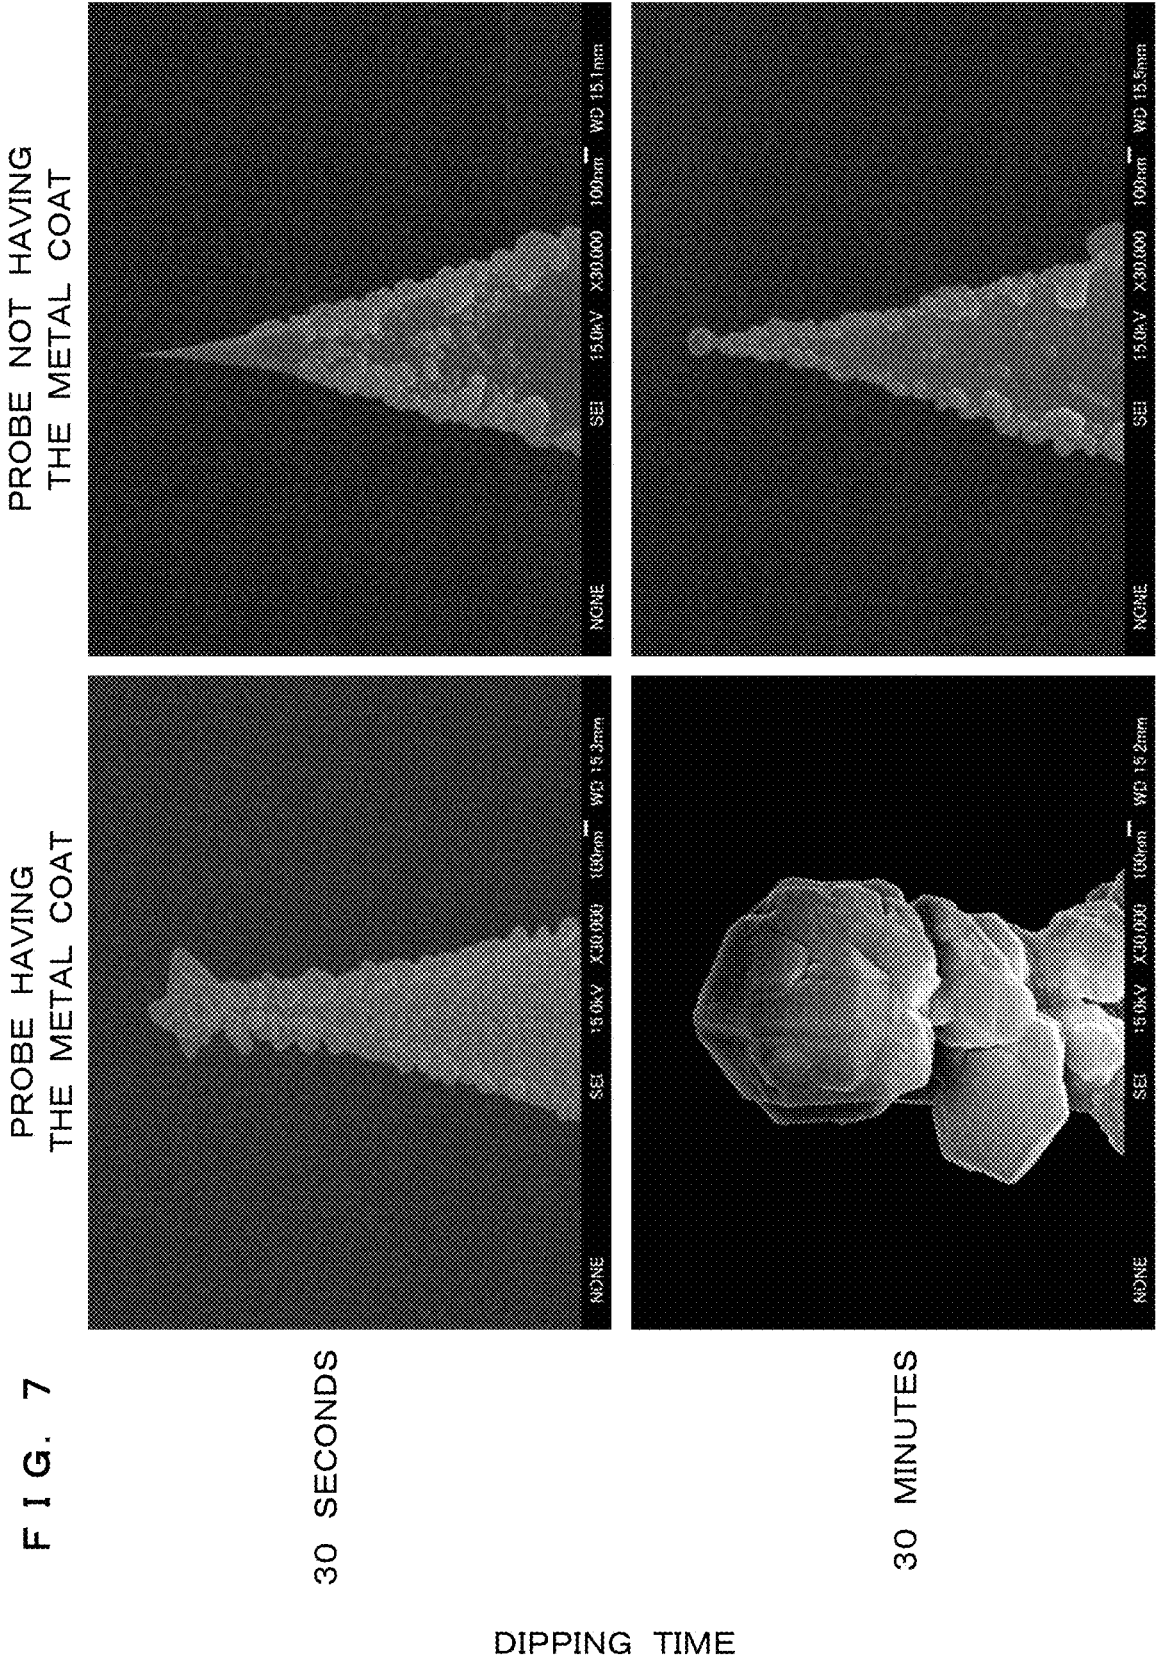 FIG. 7
PROBE HAVING
THE METAL COAT
PROBE NOT HAVING
THE METAL COAT
DIPPING TIME
30 SECONDS
NONE SEI 15.0kV X30,000 100nm WD 15.3mm
NONE SEI 15.0kV X30,000 100nm WD 15.1mm
30 MINUTES
NONE SEI 15.0kV X30,000 100nm WD 15.2mm
NONE SEI 15.0kV X30,000 100nm WD 15.5mm